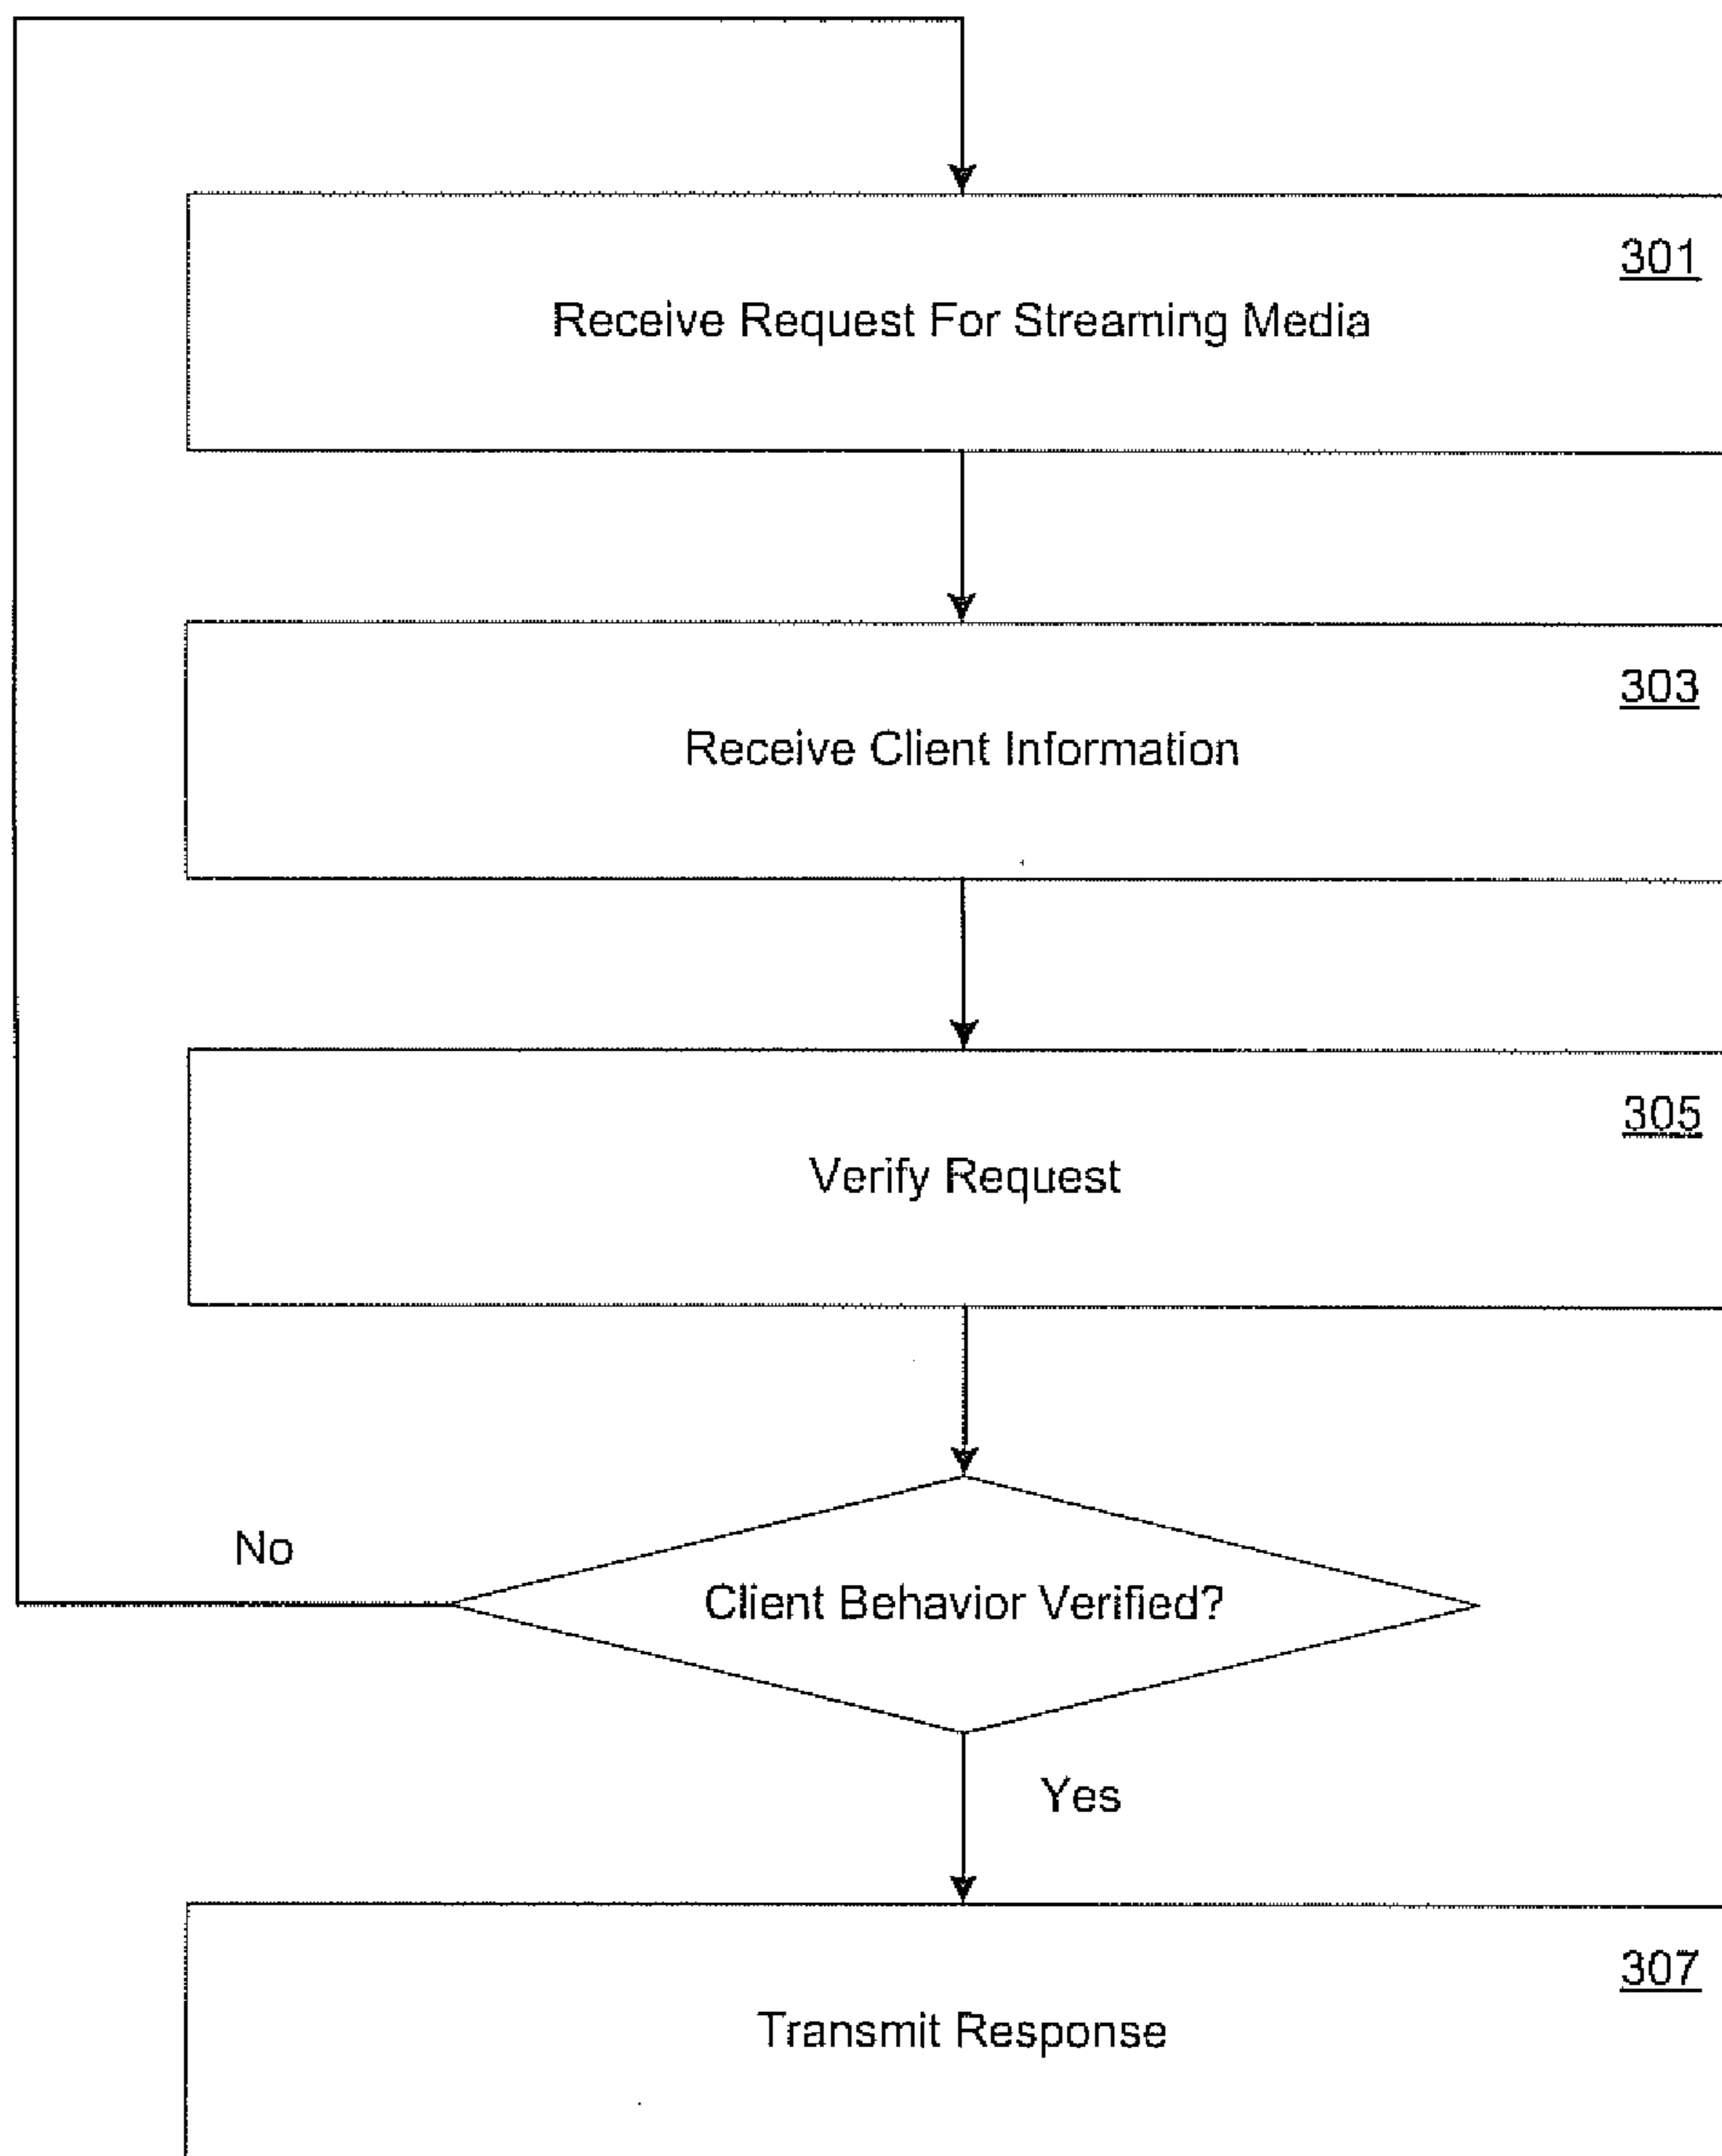 301
Receive Request For Streaming Media
303
Receive Client Information
305
Verify Request
No
Client Behavior Verified?
Yes
307
Transmit Response